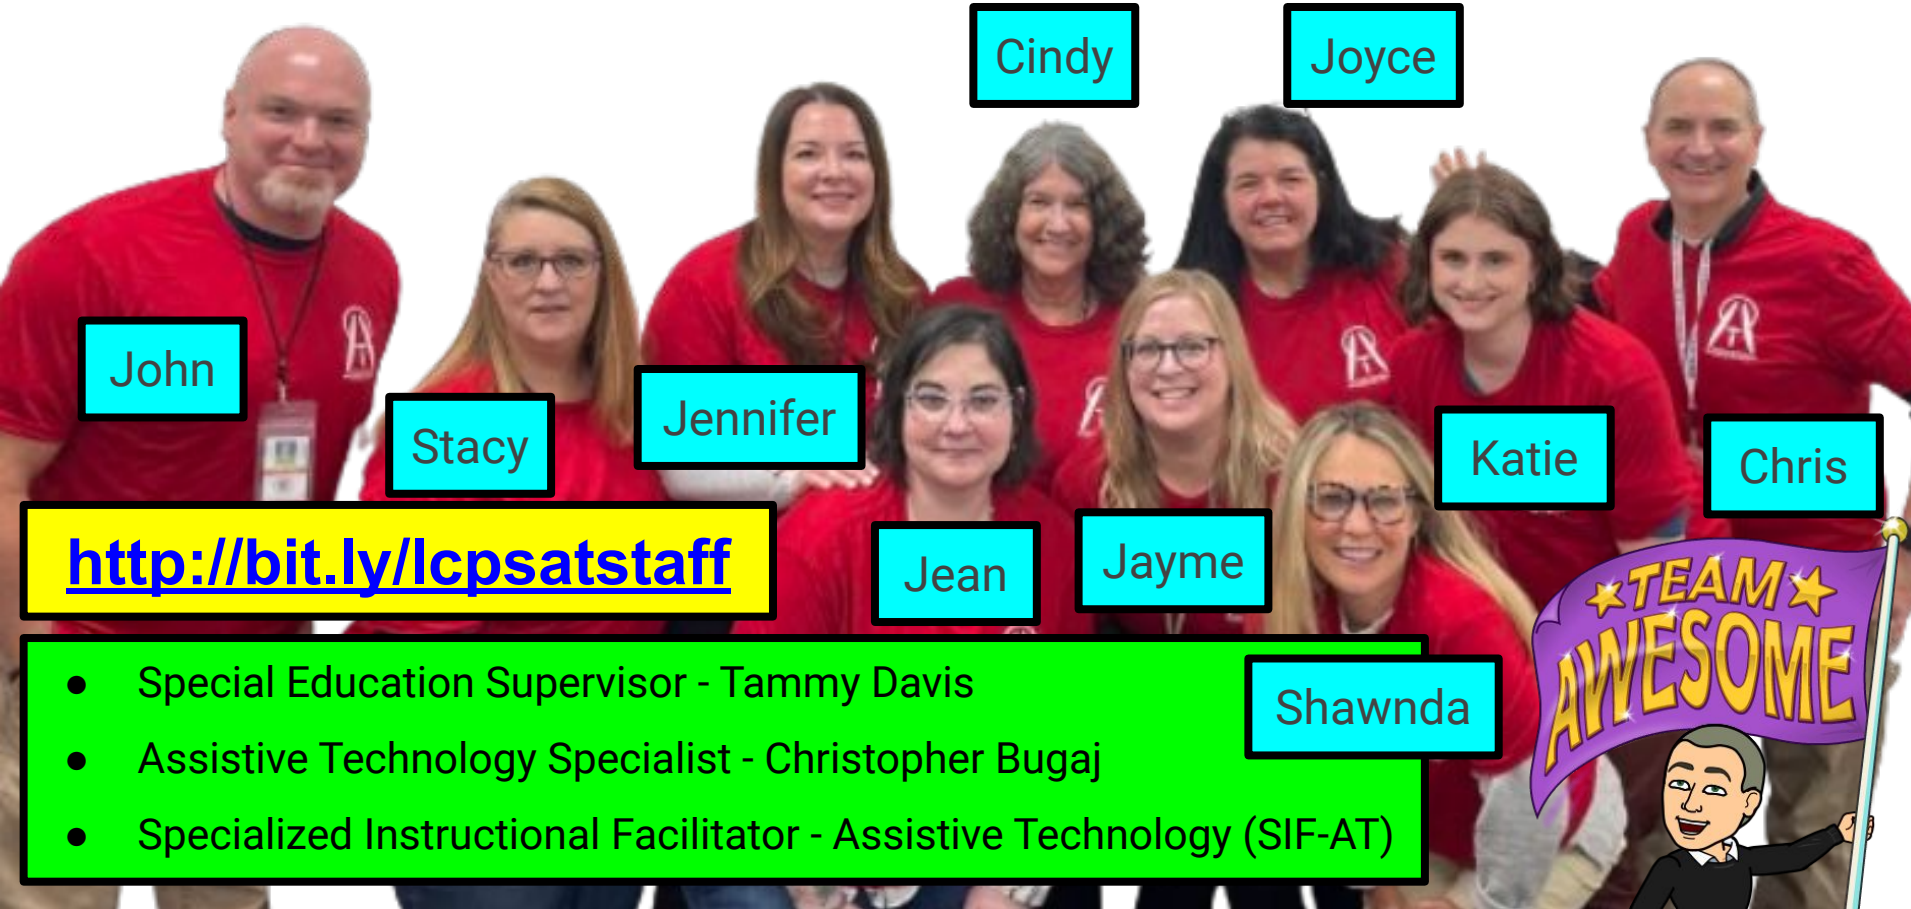 Cindy
Joyce
John
Stacy
Jennifer
Katie
Chris
Jean
Jayme
http://bit.ly/lcpsatstaff
TEAM
AWESOME
Shawnda
● Special Education Supervisor - Tammy Davis
● Assistive Technology Specialist - Christopher Bugaj
● Specialized Instructional Facilitator - Assistive Technology (SIF-AT)